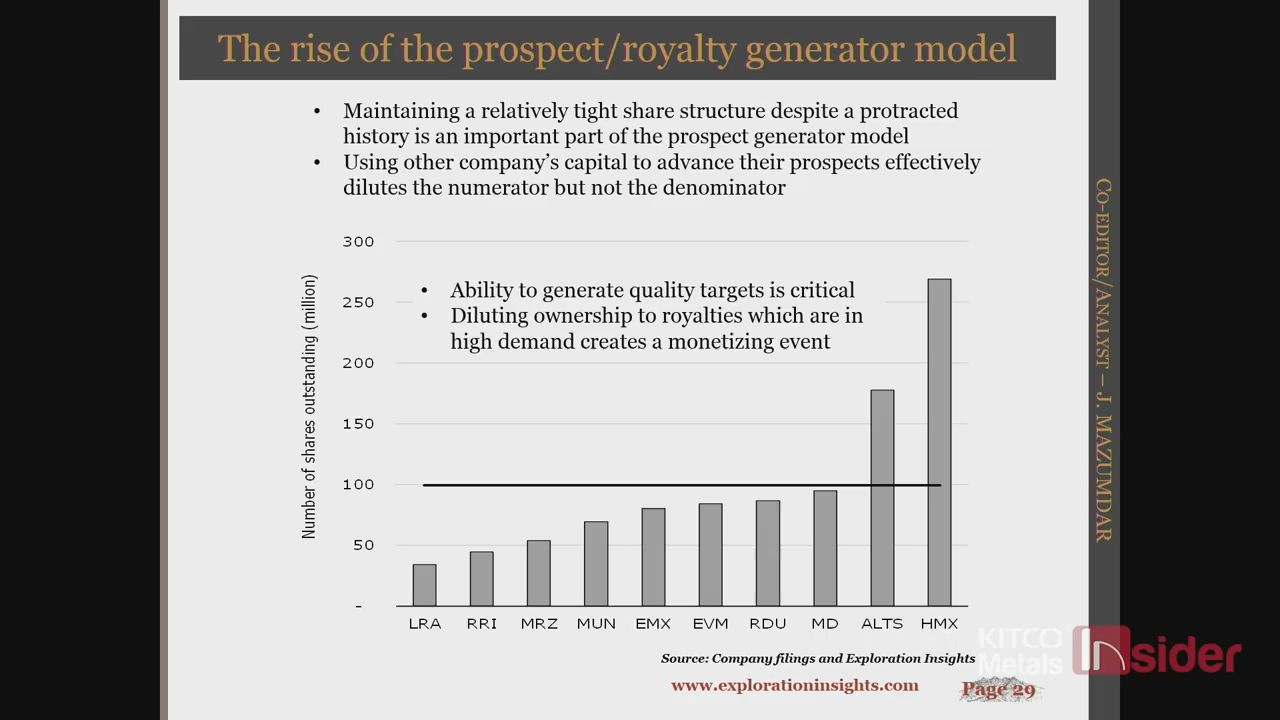 The rise of the prospect/royalty generator model
• Maintaining a relatively tight share structure despite a protracted
history is an important part of the prospect generator model
• Using other company's capital to advance their prospects effectively
dilutes the numerator but not the denominator
• Ability to generate quality targets is critical
• Diluting ownership to royalties which are in
high demand creates a monetizing event
Number of shares outstanding (million)
300
250
200
150
100
50
-
LRA RRI MRZ MUN EMX EVM RDU MD ALTS HMX
Source: Company filings and Exploration Insights
www.explorationinsights.com
Page 29
CO-EDITOR/ANALYST – J. MAZUMDAR
KITCO
Metals
Insider